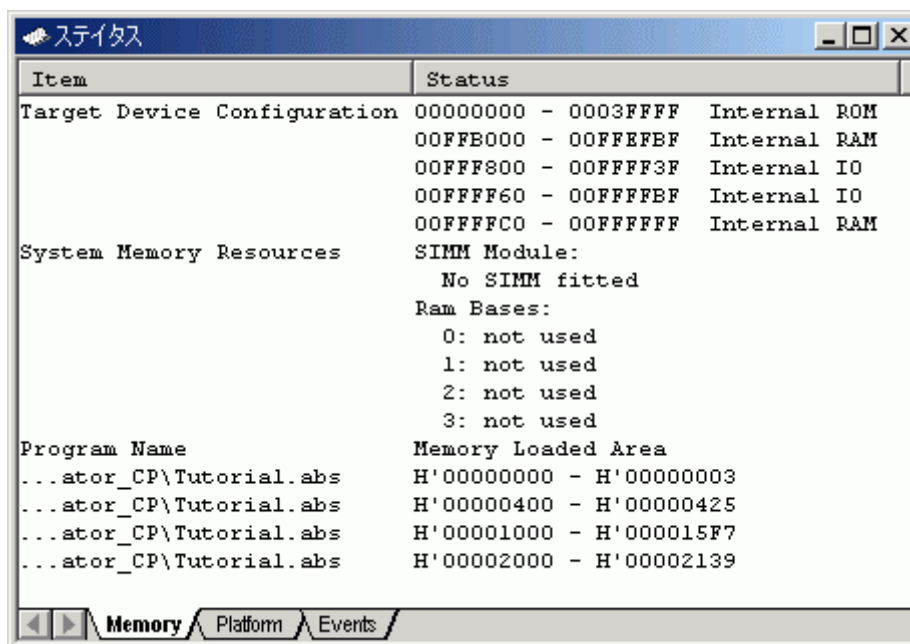 ステイタス
Item Status
Target Device Configuration 00000000 - 0003FFFF Internal ROM
00FFB000 - 00FFEFBF Internal RAM
00FFF800 - 00FFFF3F Internal IO
00FFFF60 - 00FFFFBF Internal IO
00FFFFC0 - 00FFFFFF Internal RAM
System Memory Resources SIMM Module:
No SIMM fitted
Ram Bases:
0: not used
1: not used
2: not used
3: not used
Program Name Memory Loaded Area
...ator_CP\Tutorial.abs H'00000000 - H'00000003
...ator_CP\Tutorial.abs H'00000400 - H'00000425
...ator_CP\Tutorial.abs H'00001000 - H'000015F7
...ator_CP\Tutorial.abs H'00002000 - H'00002139
Memory Platform Events